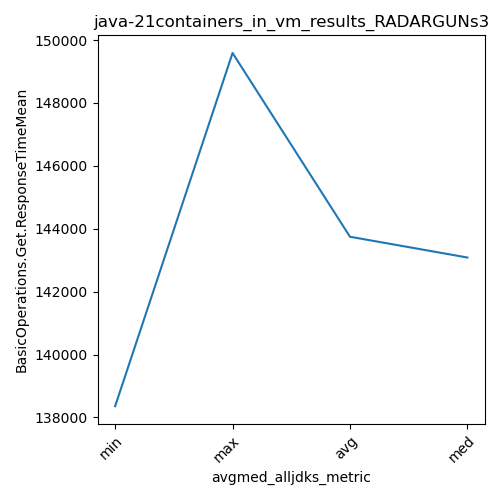 java-21containers_in_vm_results_RADARGUNs3
BasicOperations.Get.ResponseTimeMean
150000
148000
146000
144000
142000
140000
138000
min
max
avg
med
avgmed_alljdks_metric